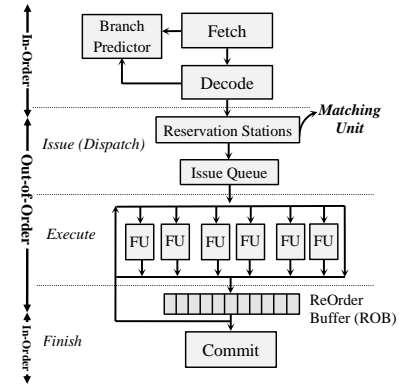 In-Order
Branch
Predictor
Fetch
Decode
Matching
Unit
Out-of-Order
Issue (Dispatch)
Reservation Stations
Issue Queue
Execute
FU
FU
FU
FU
FU
FU
ReOrder
Buffer (ROB)
In-Order
Finish
Commit